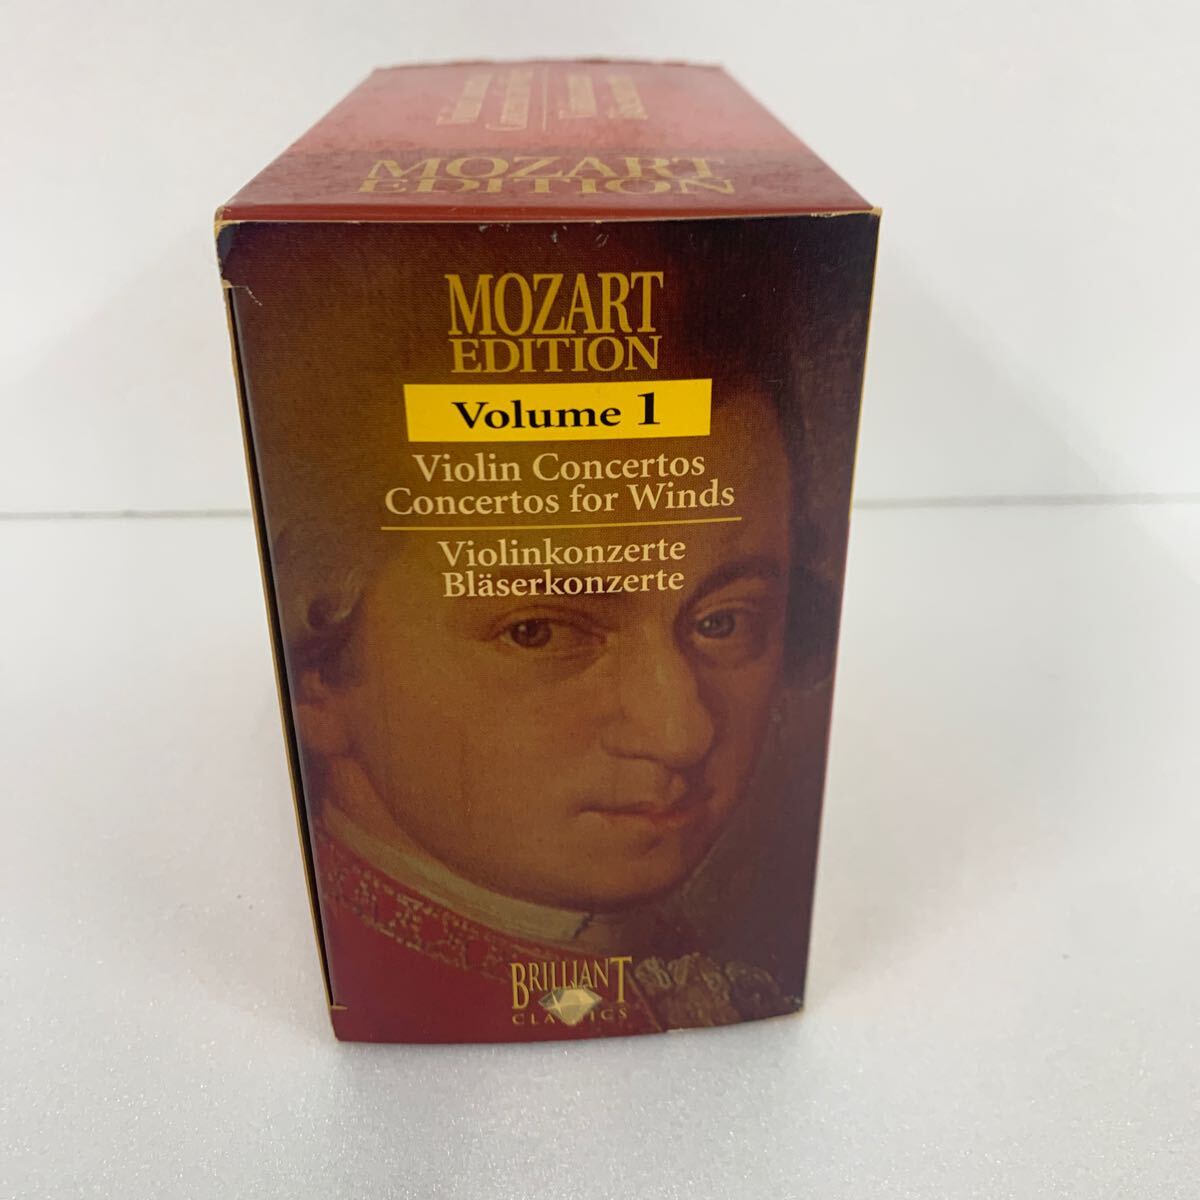 MOZART
EDITION
MOZART
EDITION
Volume 1
Violin Concertos
Concertos for Winds
Violinkonzerte
Bläserkonzerte
BRILLIANT
CLASSICS